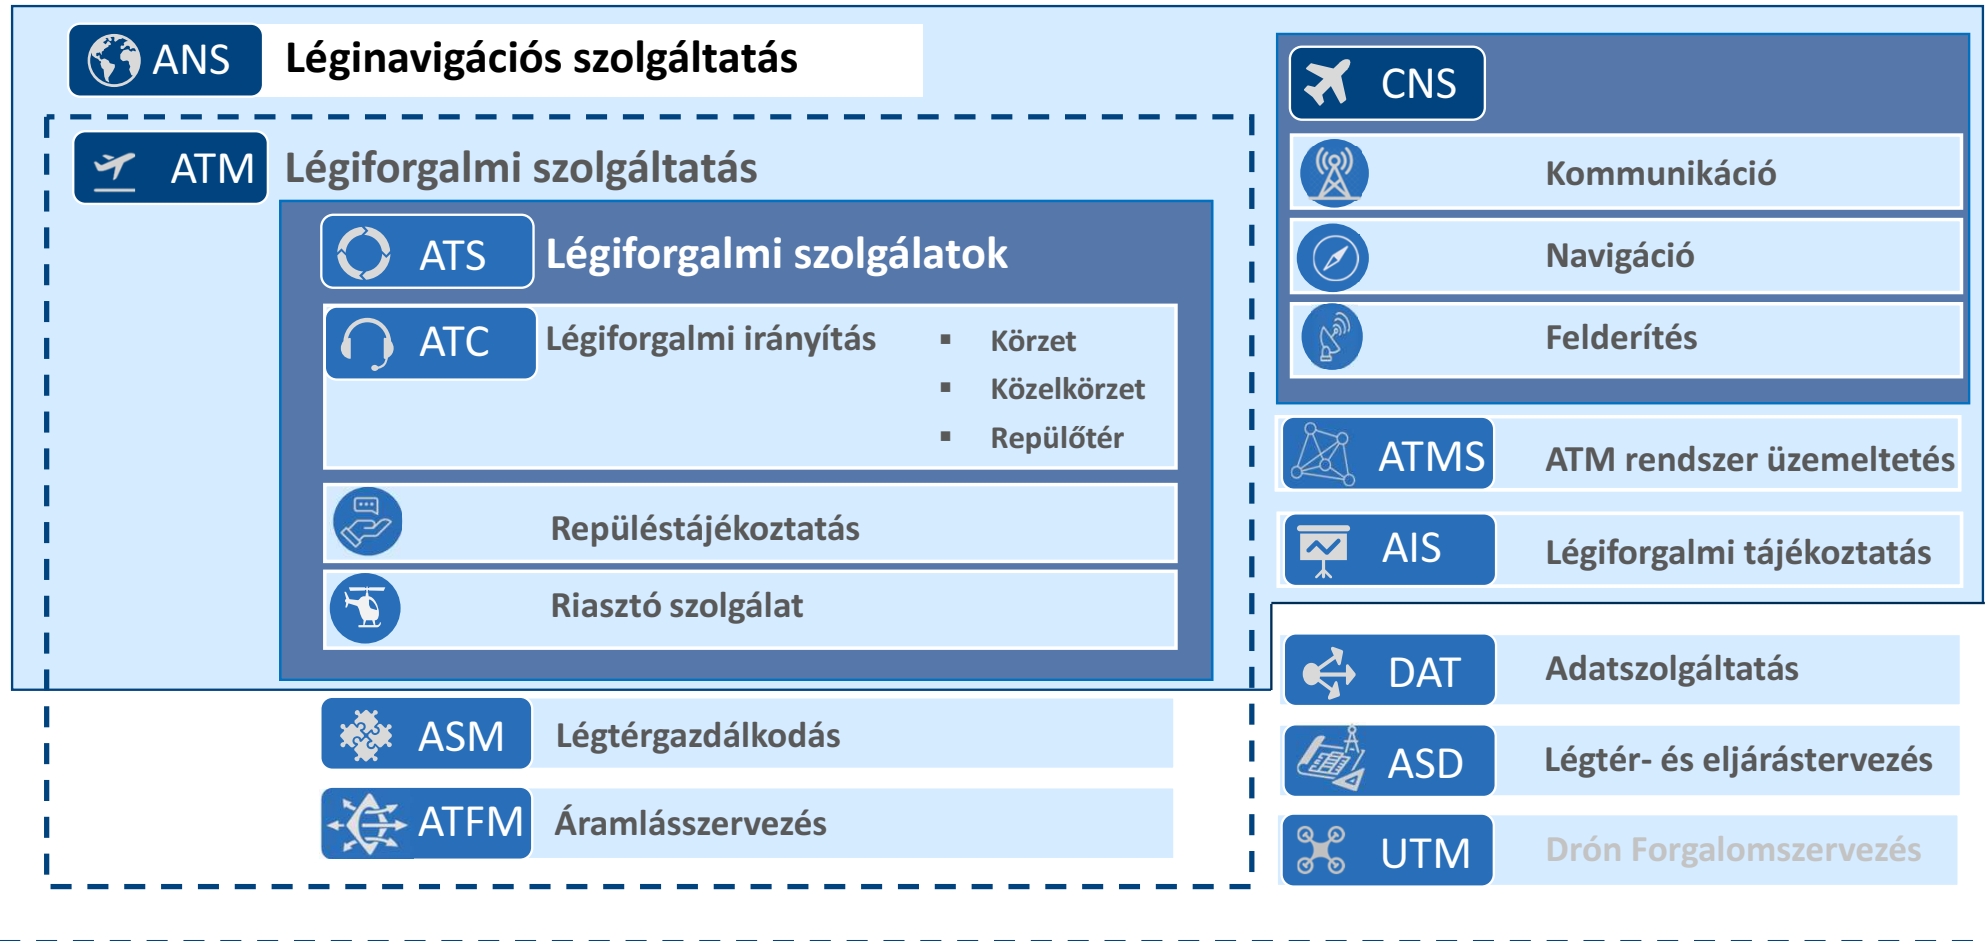 ANS Léginavigációs szolgáltatás
ATM Légiforgalmi szolgáltatás
ATS Légiforgalmi szolgálatok
ATC Légiforgalmi irányítás
▪ Körzet
▪ Közelkörzet
▪ Repülőtér
Repüléstájékoztatás
Riasztó szolgálat
ASM Légtérgazdálkodás
ATFM Áramlásszervezés
CNS
Kommunikáció
Navigáció
Felderítés
ATMS ATM rendszer üzemeltetés
AIS Légiforgalmi tájékoztatás
DAT Adatszolgáltatás
ASD Légtér- és eljárástervezés
UTM Drón Forgalomszervezés